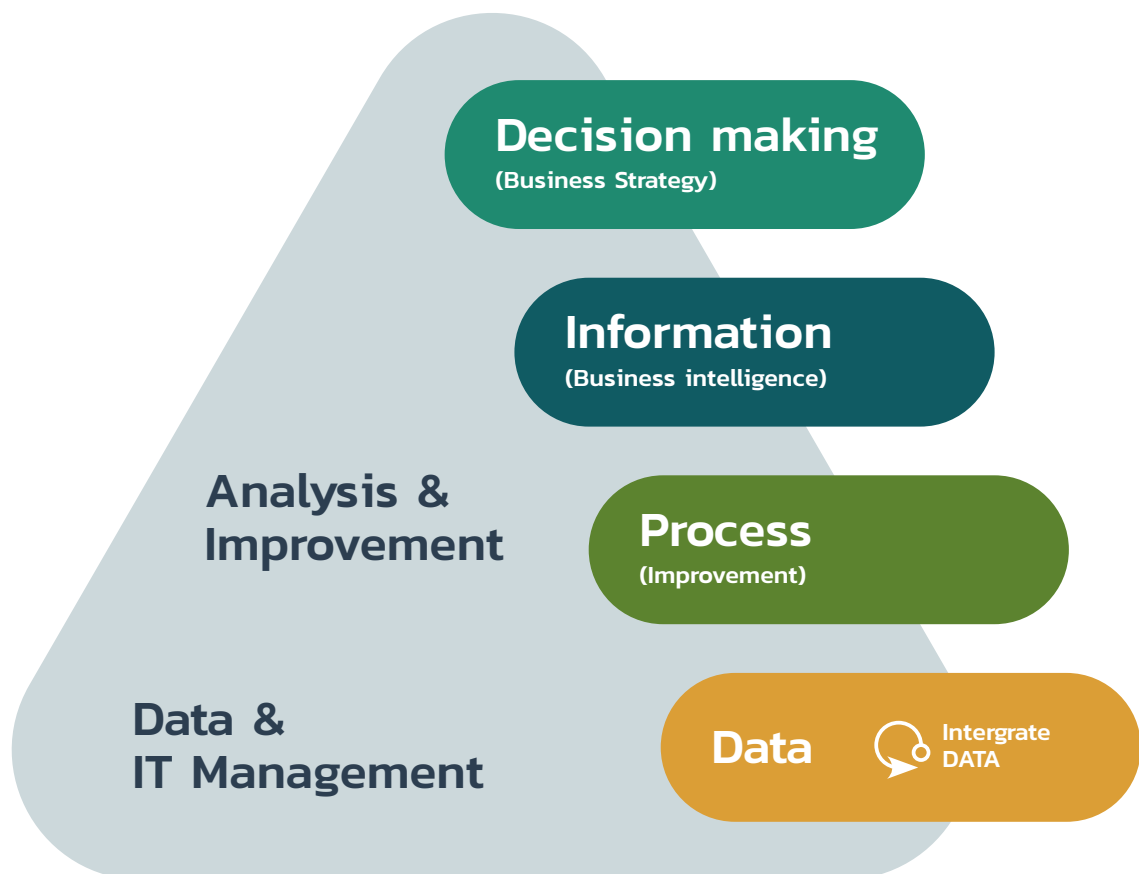 Decision making
(Business Strategy)
Information
(Business intelligence)
Analysis &
Improvement
Process
(Improvement)
Data &
IT Management
Data
Intergrate
DATA